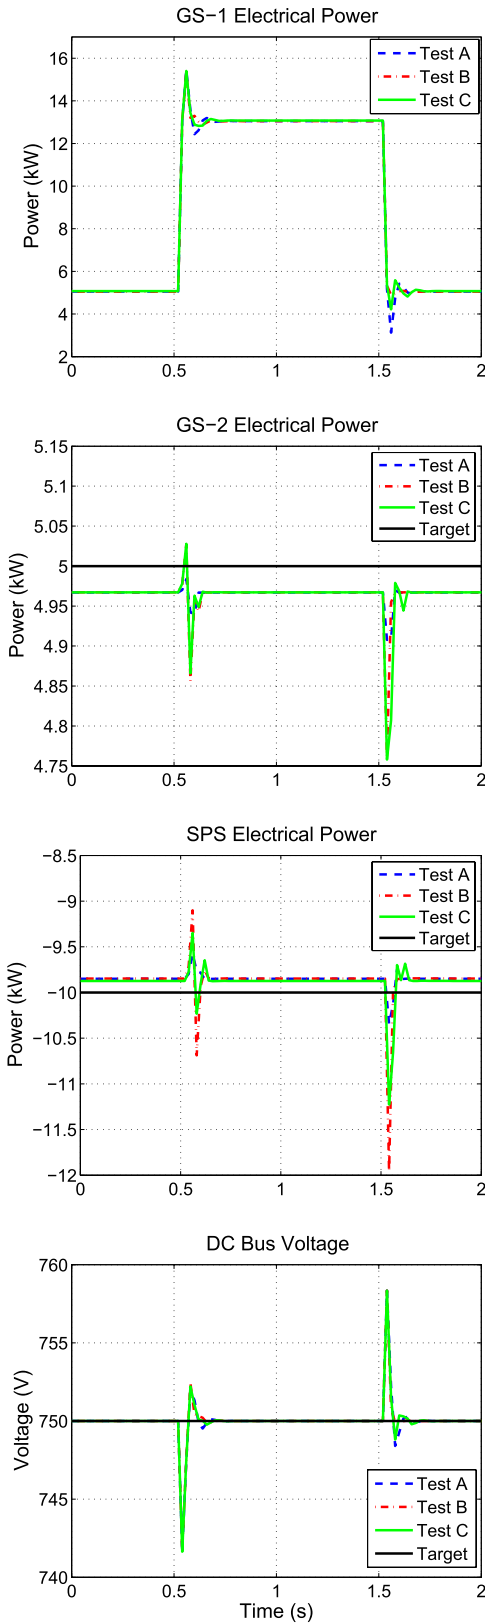 GS−1 Electrical Power
16
14
12
10
8
6
4
2
0
0.5
1
1.5
2
Power (kW)
Test A
Test B
Test C
GS−2 Electrical Power
5.15
5.1
5.05
5
4.95
4.9
4.85
4.8
4.75
0
0.5
1
1.5
2
Power (kW)
Test A
Test B
Test C
Target
SPS Electrical Power
−8.5
−9
−9.5
−10
−10.5
−11
−11.5
−12
0
0.5
1
1.5
2
Power (kW)
Test A
Test B
Test C
Target
DC Bus Voltage
760
755
750
745
740
0
0.5
1
1.5
2
Voltage (V)
Test A
Test B
Test C
Target
Time (s)